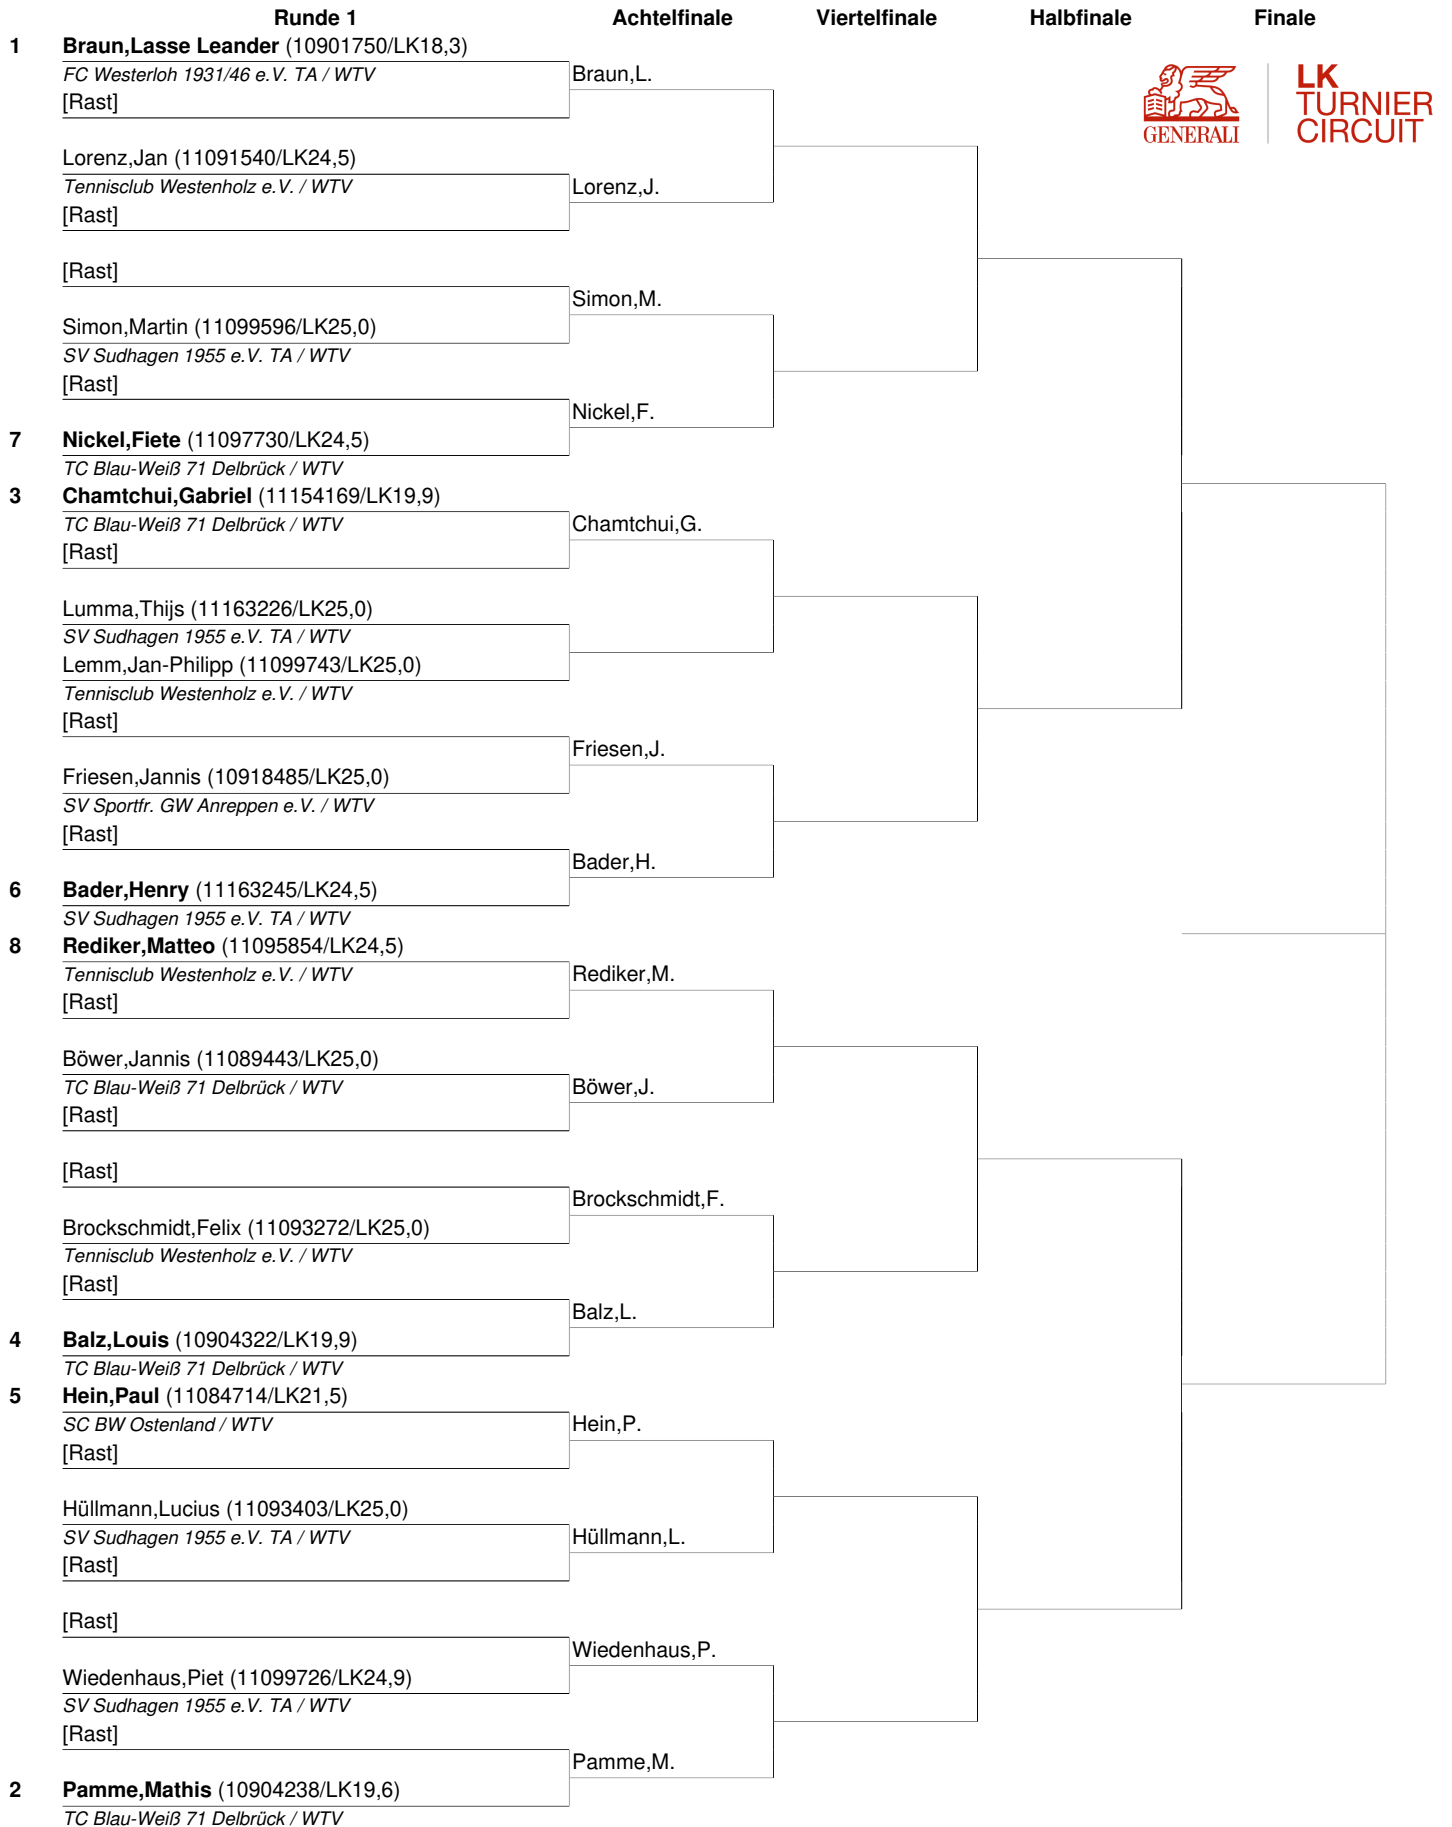 Runde 1 Achtelfinale Viertelfinale Halbfinale Finale
1 Braun,Lasse Leander (10901750/LK18,3)
FC Westerloh 1931/46 e.V. TA / WTV
Braun,L.
[Rast]
GENERALI
LK
TURNIER
CIRCUIT
Lorenz,Jan (11091540/LK24,5)
Tennisclub Westenholz e.V. / WTV
Lorenz,J.
[Rast]
[Rast]
Simon,M.
Simon,Martin (11099596/LK25,0)
SV Sudhagen 1955 e.V. TA / WTV
[Rast]
Nickel,F.
7 Nickel,Fiete (11097730/LK24,5)
TC Blau-Weiß 71 Delbrück / WTV
3 Chamtchui,Gabriel (11154169/LK19,9)
TC Blau-Weiß 71 Delbrück / WTV
Chamtchui,G.
[Rast]
Lumma,Thijs (11163226/LK25,0)
SV Sudhagen 1955 e.V. TA / WTV
Lemm,Jan-Philipp (11099743/LK25,0)
Tennisclub Westenholz e.V. / WTV
[Rast]
Friesen,J.
Friesen,Jannis (10918485/LK25,0)
SV Sportfr. GW Anreppen e.V. / WTV
[Rast]
Bader,H.
6 Bader,Henry (11163245/LK24,5)
SV Sudhagen 1955 e.V. TA / WTV
8 Rediker,Matteo (11095854/LK24,5)
Tennisclub Westenholz e.V. / WTV
Rediker,M.
[Rast]
Böwer,Jannis (11089443/LK25,0)
TC Blau-Weiß 71 Delbrück / WTV
Böwer,J.
[Rast]
[Rast]
Brockschmidt,F.
Brockschmidt,Felix (11093272/LK25,0)
Tennisclub Westenholz e.V. / WTV
[Rast]
Balz,L.
4 Balz,Louis (10904322/LK19,9)
TC Blau-Weiß 71 Delbrück / WTV
5 Hein,Paul (11084714/LK21,5)
SC BW Ostenland / WTV
Hein,P.
[Rast]
Hüllmann,Lucius (11093403/LK25,0)
SV Sudhagen 1955 e.V. TA / WTV
Hüllmann,L.
[Rast]
[Rast]
Wiedenhaus,P.
Wiedenhaus,Piet (11099726/LK24,9)
SV Sudhagen 1955 e.V. TA / WTV
[Rast]
Pamme,M.
2 Pamme,Mathis (10904238/LK19,6)
TC Blau-Weiß 71 Delbrück / WTV